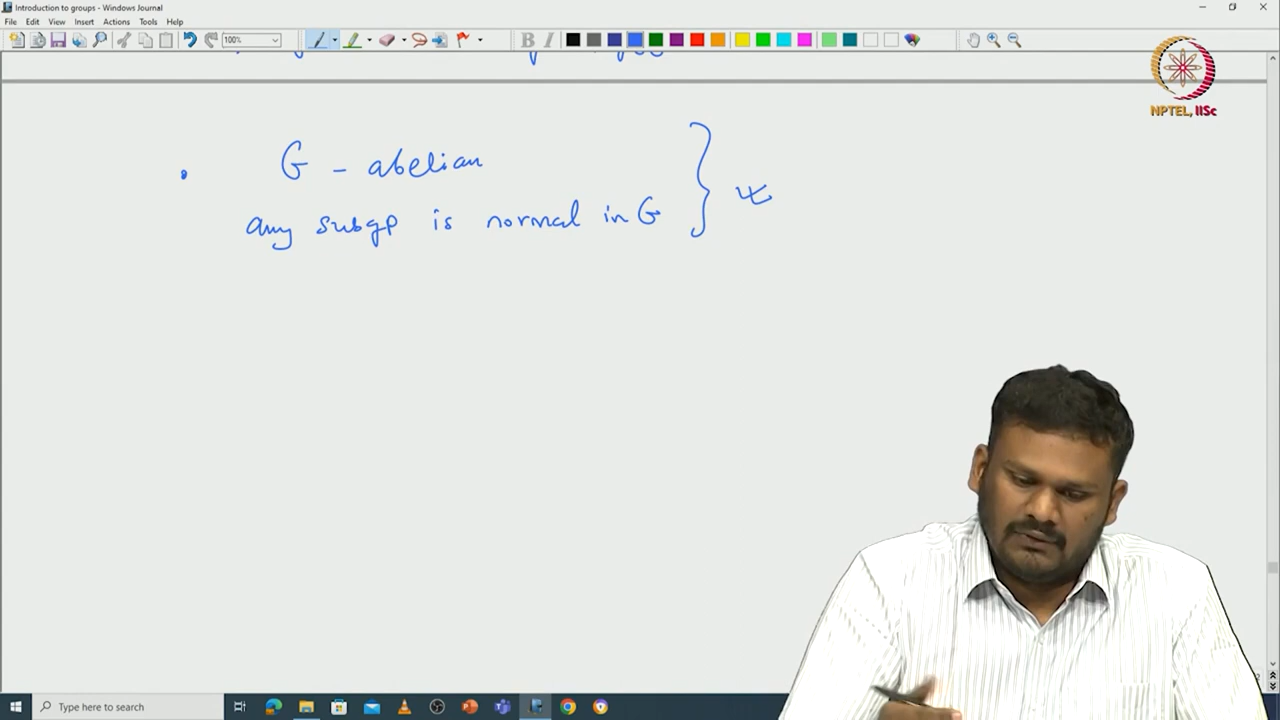 Introduction to groups - Windows Journal
File Edit View Insert Actions Tools Help
100%
B I
NPTEL, IISc
G - abelian
any subgp is normal in G
Type here to search